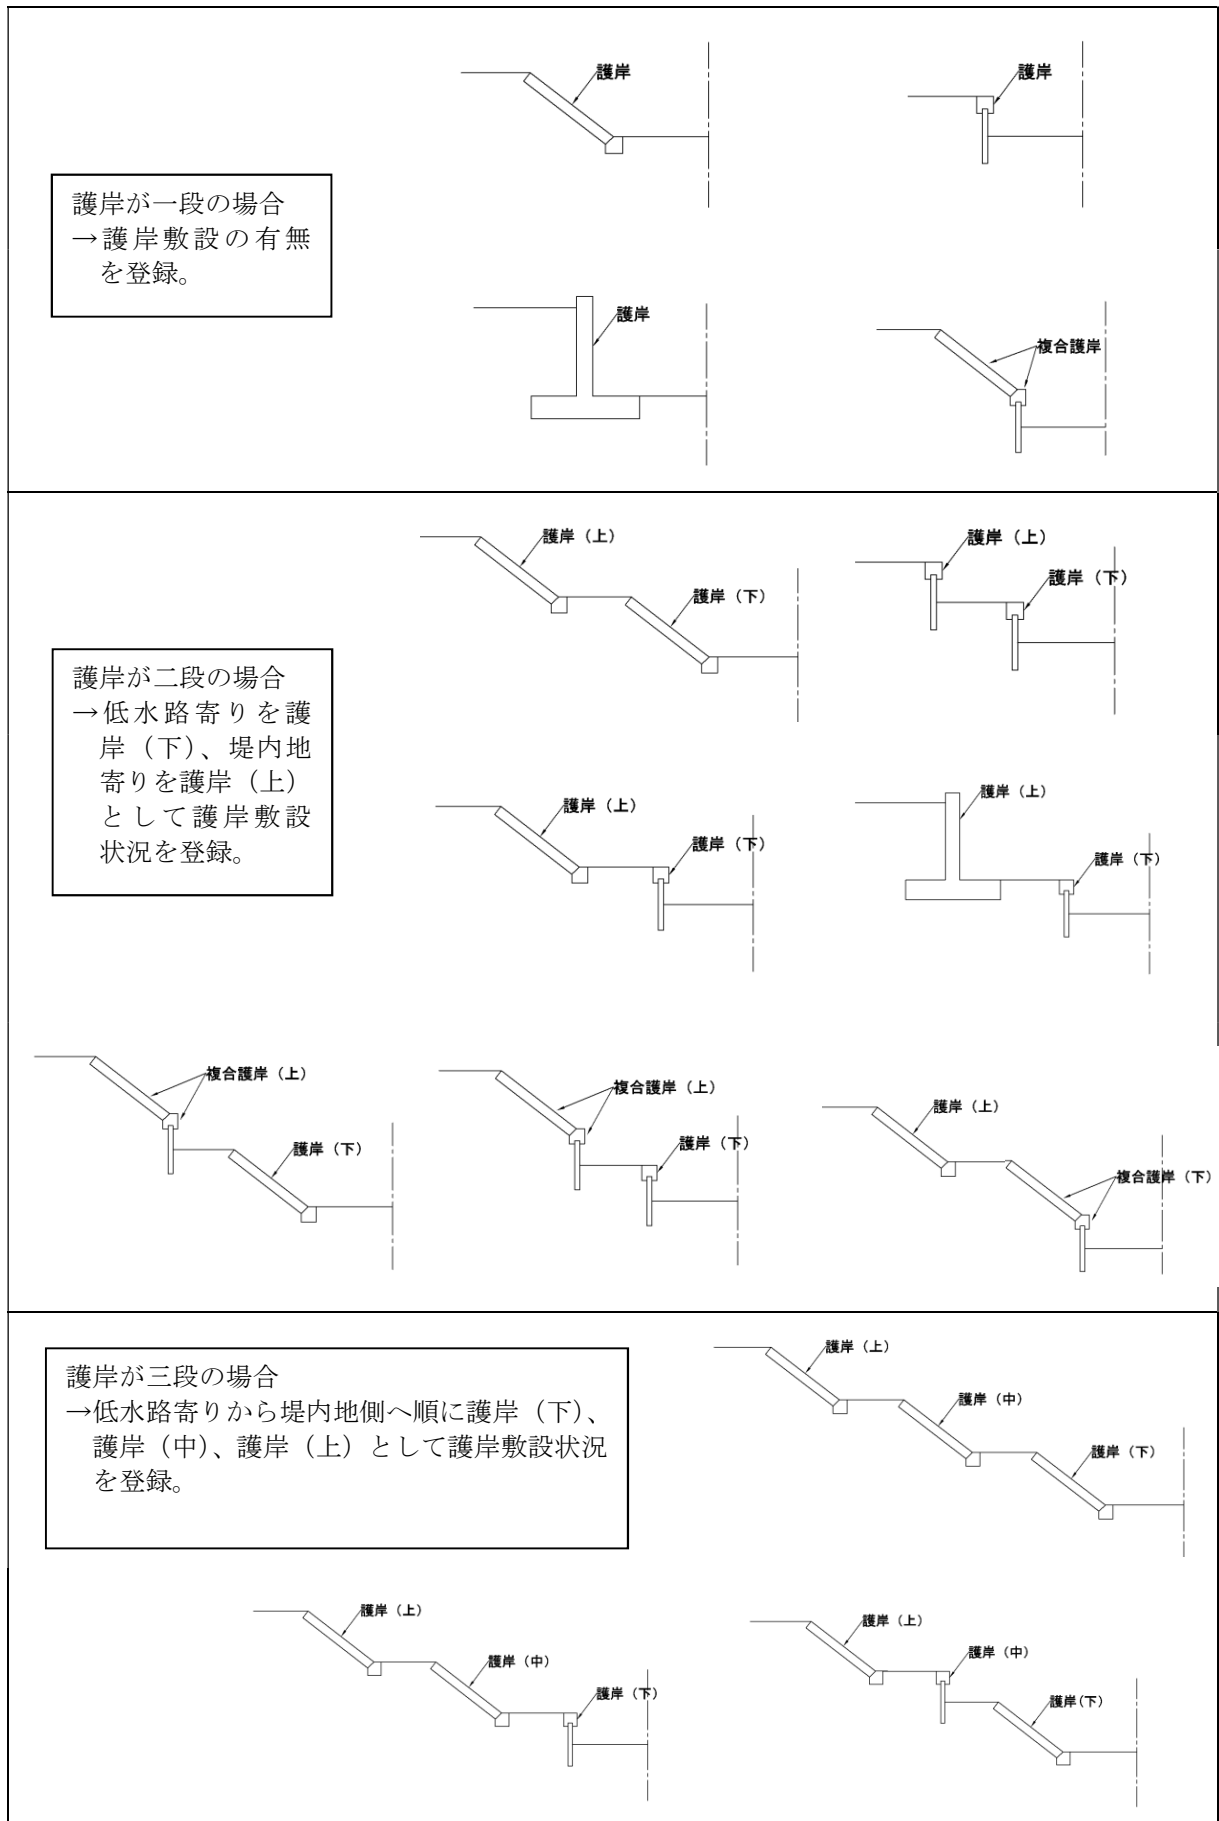 護岸
護岸
護岸が一段の場合
→護岸敷設の有無
を登録。
護岸
複合護岸
護岸（上）
護岸（下）
護岸（上）
護岸（下）
護岸が二段の場合
→低水路寄りを護
岸（下）、堤内地
寄りを護岸（上）
として護岸敷設
状況を登録。
護岸（上）
護岸（下）
護岸（上）
護岸（下）
複合護岸（上）
護岸（下）
複合護岸（上）
護岸（下）
護岸（上）
複合護岸（下）
護岸が三段の場合
→低水路寄りから堤内地側へ順に護岸（下）、
護岸（中）、護岸（上）として護岸敷設状況
を登録。
護岸（上）
護岸（中）
護岸（下）
護岸（上）
護岸（中）
護岸（下）
護岸（上）
護岸（中）
護岸(下)